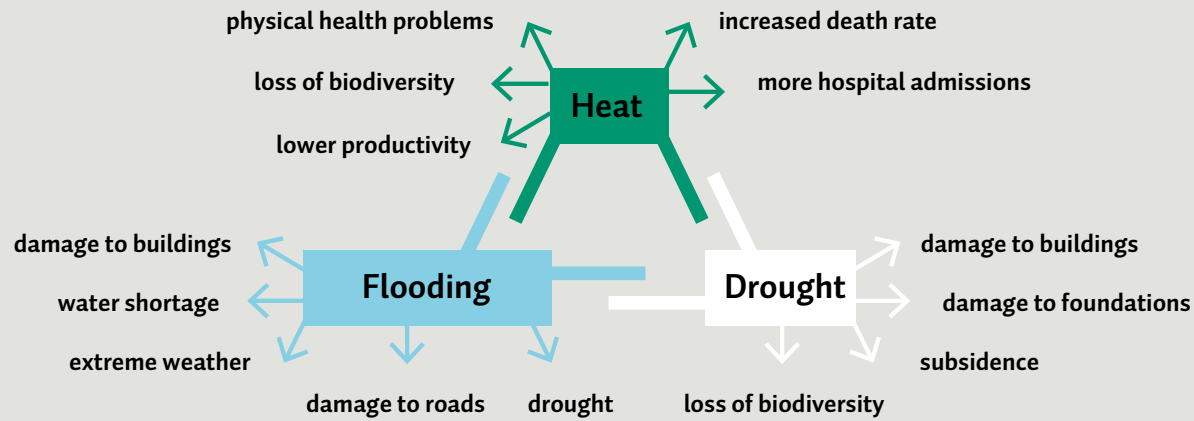 physical health problems
increased death rate
loss of biodiversity
more hospital admissions
Heat
lower productivity
damage to buildings
damage to buildings
Flooding
Drought
water shortage
damage to foundations
extreme weather
subsidence
damage to roads
drought
loss of biodiversity